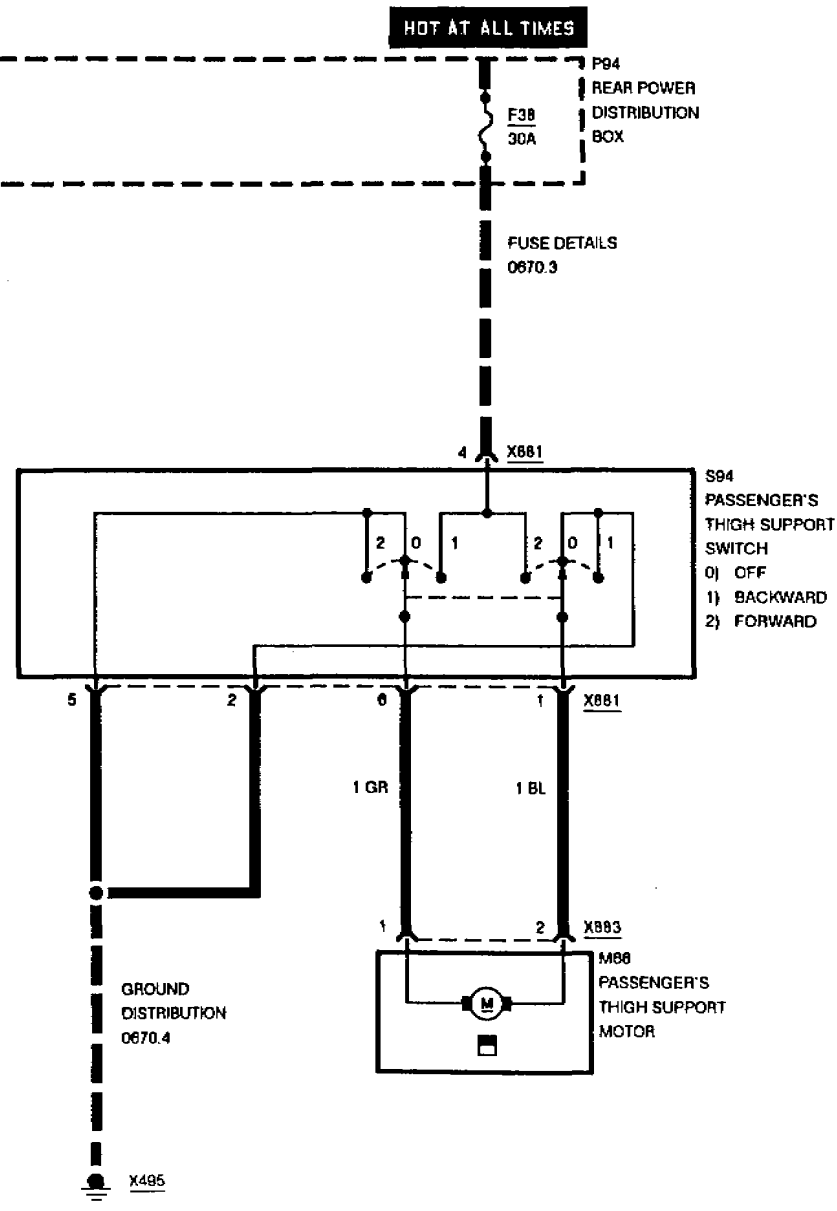 HOT AT ALL TIMES
P94
REAR POWER
DISTRIBUTION
BOX
F38
30A
FUSE DETAILS
0670.3
4
X881
S94
PASSENGER'S
THIGH SUPPORT
SWITCH
0) OFF
1) BACKWARD
2) FORWARD
2 0 1
2 0 1
5
2
6
1
X881
1 GR
1 BL
1
2
X883
M88
PASSENGER'S
THIGH SUPPORT
MOTOR
M
GROUND
DISTRIBUTION
0670.4
X495